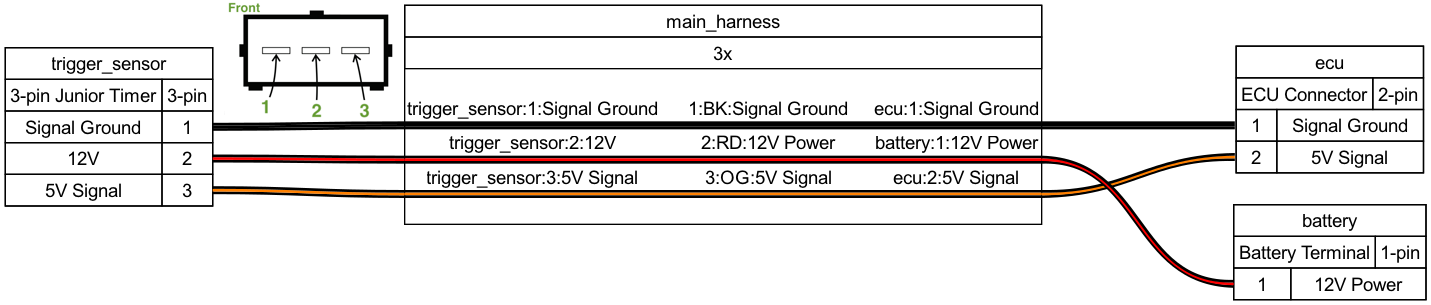 Front
1 2 3
trigger_sensor
3-pin Junior Timer 3-pin
Signal Ground 1
12V 2
5V Signal 3
main_harness
3x
trigger_sensor:1:Signal Ground 1:BK:Signal Ground ecu:1:Signal Ground
trigger_sensor:2:12V 2:RD:12V Power battery:1:12V Power
trigger_sensor:3:5V Signal 3:OG:5V Signal ecu:2:5V Signal
ecu
ECU Connector 2-pin
1 Signal Ground
2 5V Signal
battery
Battery Terminal 1-pin
1 12V Power